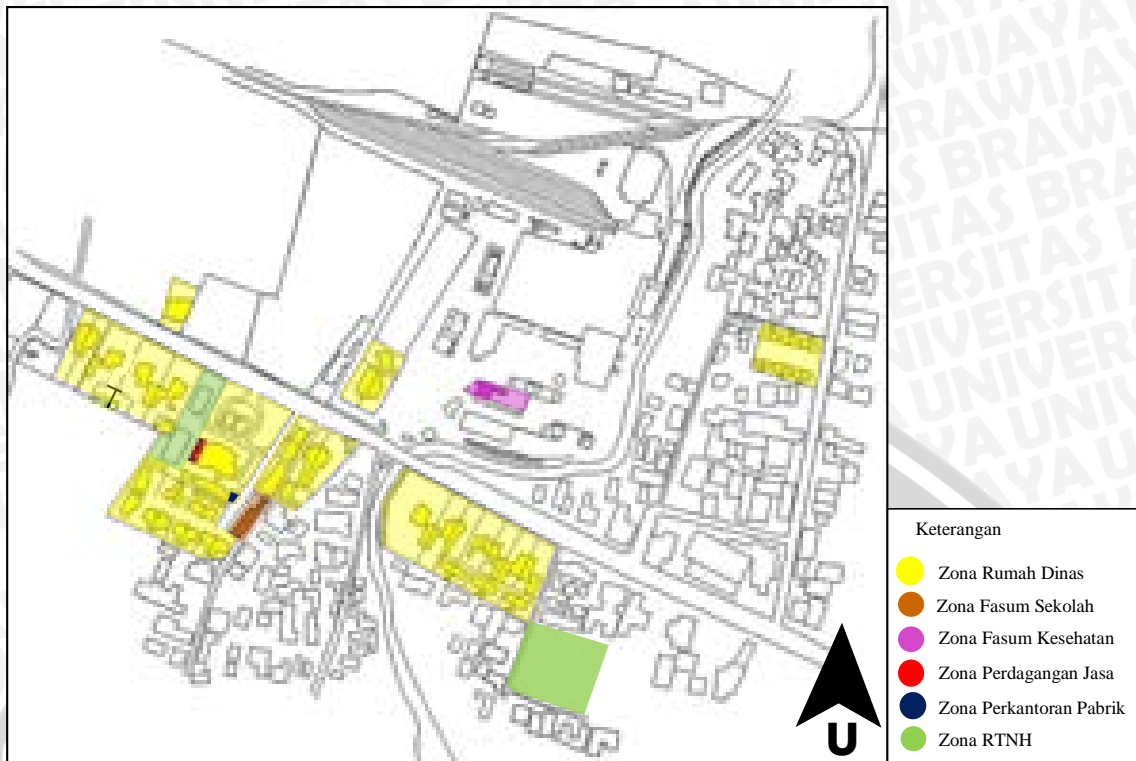 Keterangan
Zona Rumah Dinas
Zona Fasum Sekolah
Zona Fasum Kesehatan
Zona Perdagangan Jasa
Zona Perkantoran Pabrik
Zona RTNH
U